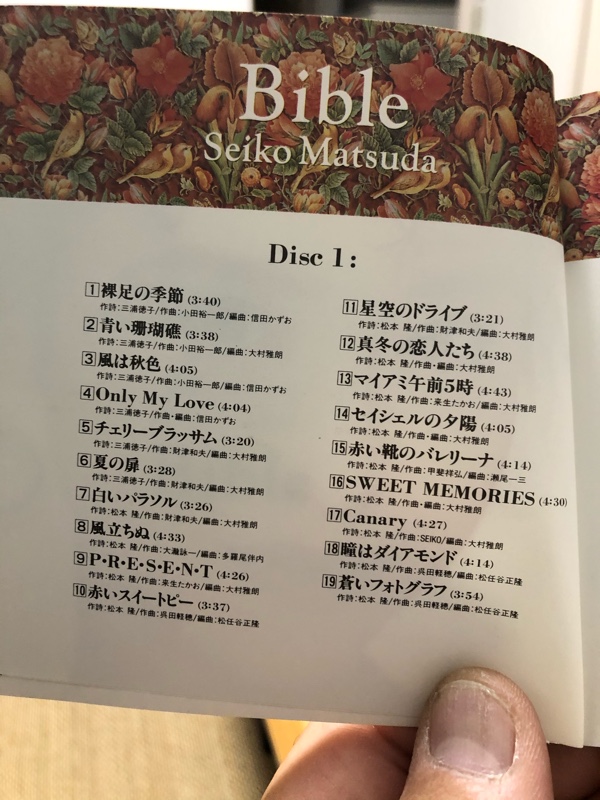 Bible
Seiko Matsuda
Disc 1:
1 裸足の季節 (3:40)
作詩:三浦徳子/作曲:小田裕一郎/編曲:信田かずお
2 青い珊瑚礁 (3:38)
作詩:三浦徳子/作曲:小田裕一郎/編曲:大村雅朗
3 風は秋色 (4:05)
作詩:三浦徳子/作曲:小田裕一郎/編曲:信田かずお
4 Only My Love (4:04)
作詩:三浦徳子/作曲・編曲:信田かずお
5 チェリーブラッサム (3:20)
作詩:三浦徳子/作曲:財津和夫/編曲:大村雅朗
6 夏の扉 (3:28)
作詩:三浦徳子/作曲:財津和夫/編曲:大村雅朗
7 白いパラソル (3:26)
作詩:松本 隆/作曲:財津和夫/編曲:大村雅朗
8 風立ちぬ (4:33)
作詩:松本 隆/作曲:大瀧詠一/編曲:多羅尾伴内
9 P・R・E・S・E・N・T (4:26)
作詩:松本 隆/作曲:来生たかお/編曲:大村雅朗
10 赤いスイートピー (3:37)
作詩:松本 隆/作曲:呉田軽穂/編曲:松任谷正隆
11 星空のドライブ (3:21)
作詩:松本 隆/作曲:財津和夫/編曲:大村雅朗
12 真冬の恋人たち (4:38)
作詩:松本 隆/作曲・編曲:大村雅朗
13 マイアミ午前5時 (4:43)
作詩:松本 隆/作曲:来生たかお/編曲:大村雅朗
14 セイシェルの夕陽 (4:05)
作詩:松本 隆/作曲・編曲:大村雅朗
15 赤い靴のバレリーナ (4:14)
作詩:松本 隆/作曲:甲斐祥弘/編曲:瀬尾一三
16 SWEET MEMORIES (4:30)
作詩:松本 隆/作曲・編曲:大村雅朗
17 Canary (4:27)
作詩:松本 隆/作曲:SEIKO/編曲:大村雅朗
18 瞳はダイアモンド (4:14)
作詩:松本 隆/作曲:呉田軽穂/編曲:松任谷正隆
19 蒼いフォトグラフ (3:54)
作詩:松本 隆/作曲:呉田軽穂/編曲:松任谷正隆